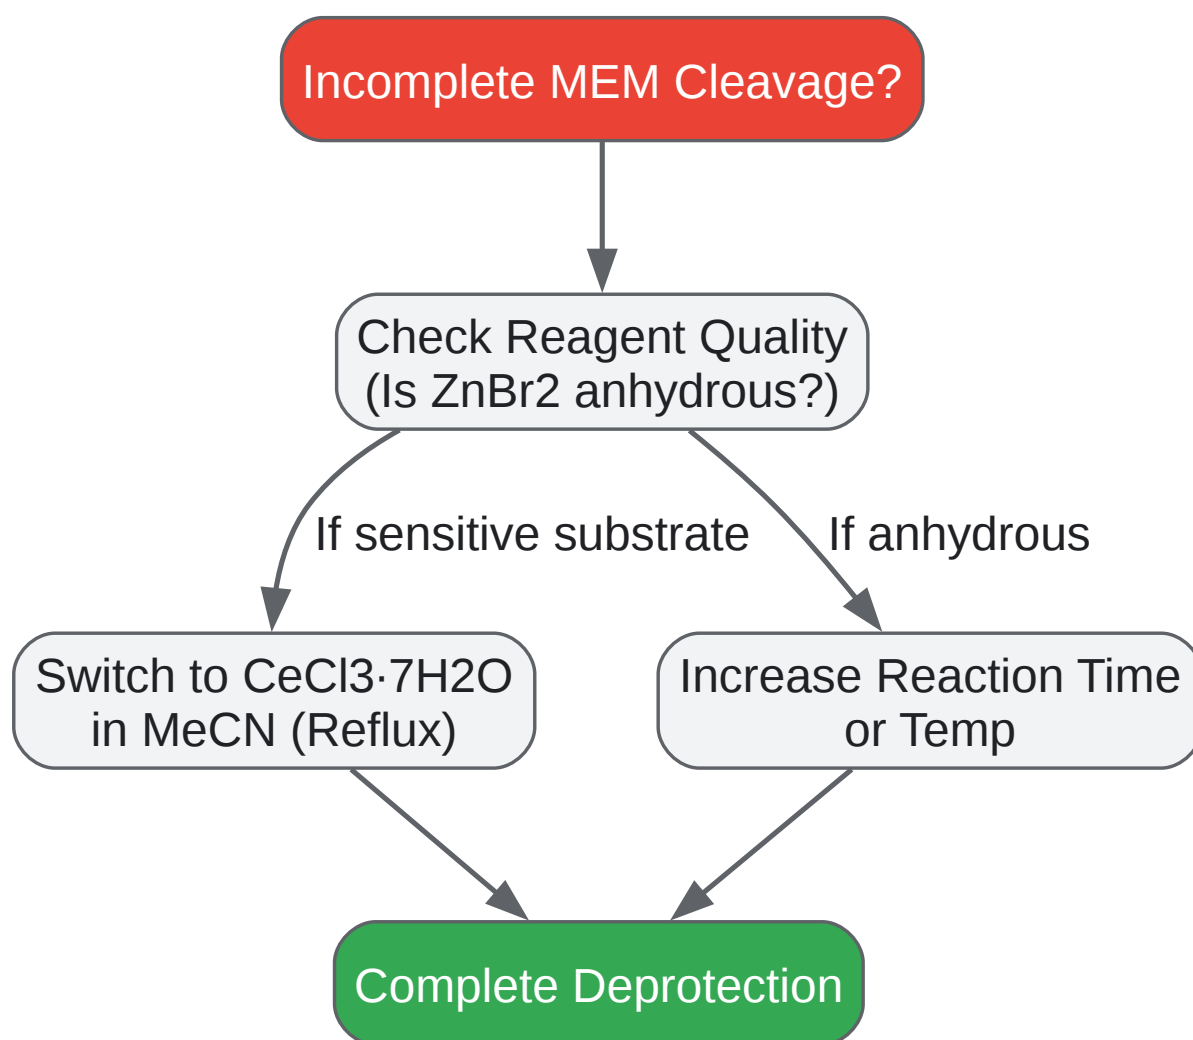 Incomplete MEM Cleavage?
Check Reagent Quality
(Is ZnBr2 anhydrous?)
If sensitive substrate
If anhydrous
Switch to CeCl3·7H2O
in MeCN (Reflux)
Increase Reaction Time
or Temp
Complete Deprotection